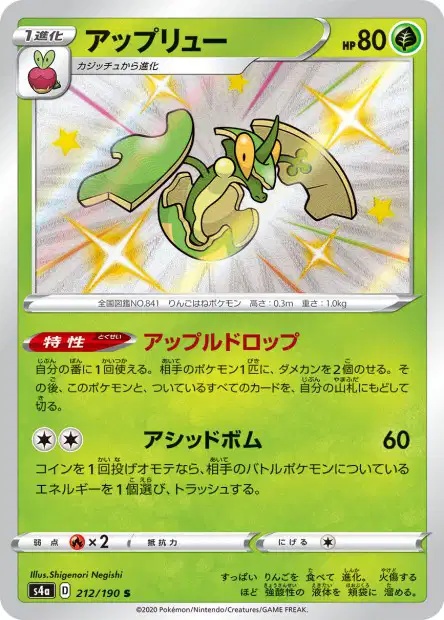 1進化
アップリュー
HP80
カジッチュから進化
全国図鑑NO.841 りんごはねポケモン 高さ:0.3m 重さ:1.0kg
特性 とくせい アップルドロップ
自分の番に1回使える。相手のポケモン1匹に、ダメカンを2個のせる。そ
の後、このポケモンと、ついているすべてのカードを、自分の山札にもどして
切る。
アシッドボム 60
コインを1回投げオモテなら、相手のバトルポケモンについている
エネルギーを1個選び、トラッシュする。
弱点 ×2 抵抗力 にげる
Illus.Shigenori Negishi
すっぱい りんごを 食べて 進化。 火傷する
s4a D 212/190 S
ほど 強酸性の 液体を 頬袋に 溜める。
©2020 Pokémon/Nintendo/Creatures/GAME FREAK.